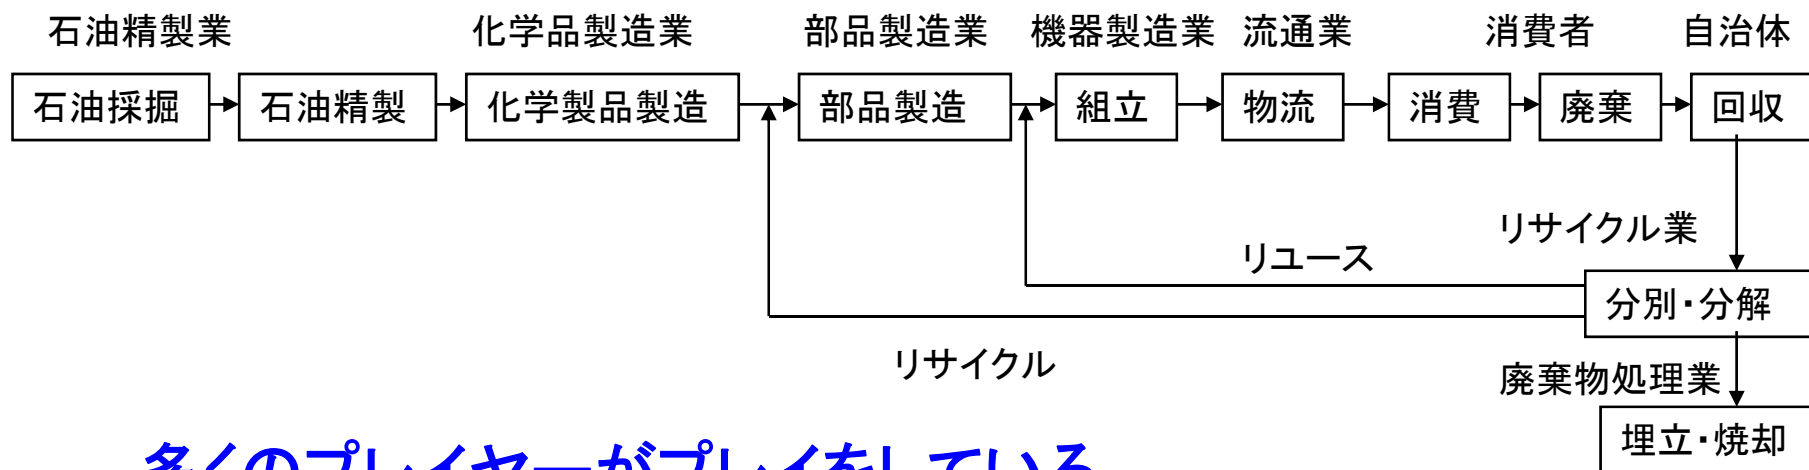 石油精製業 化学品製造業 部品製造業 機器製造業 流通業 消費者 自治体
石油採掘 石油精製 化学製品製造 部品製造 組立 物流 消費 廃棄 回収
リサイクル業
リユース
分別・分解
リサイクル
廃棄物処理業
埋立・焼却
多くのプレイヤーがプレイをしている